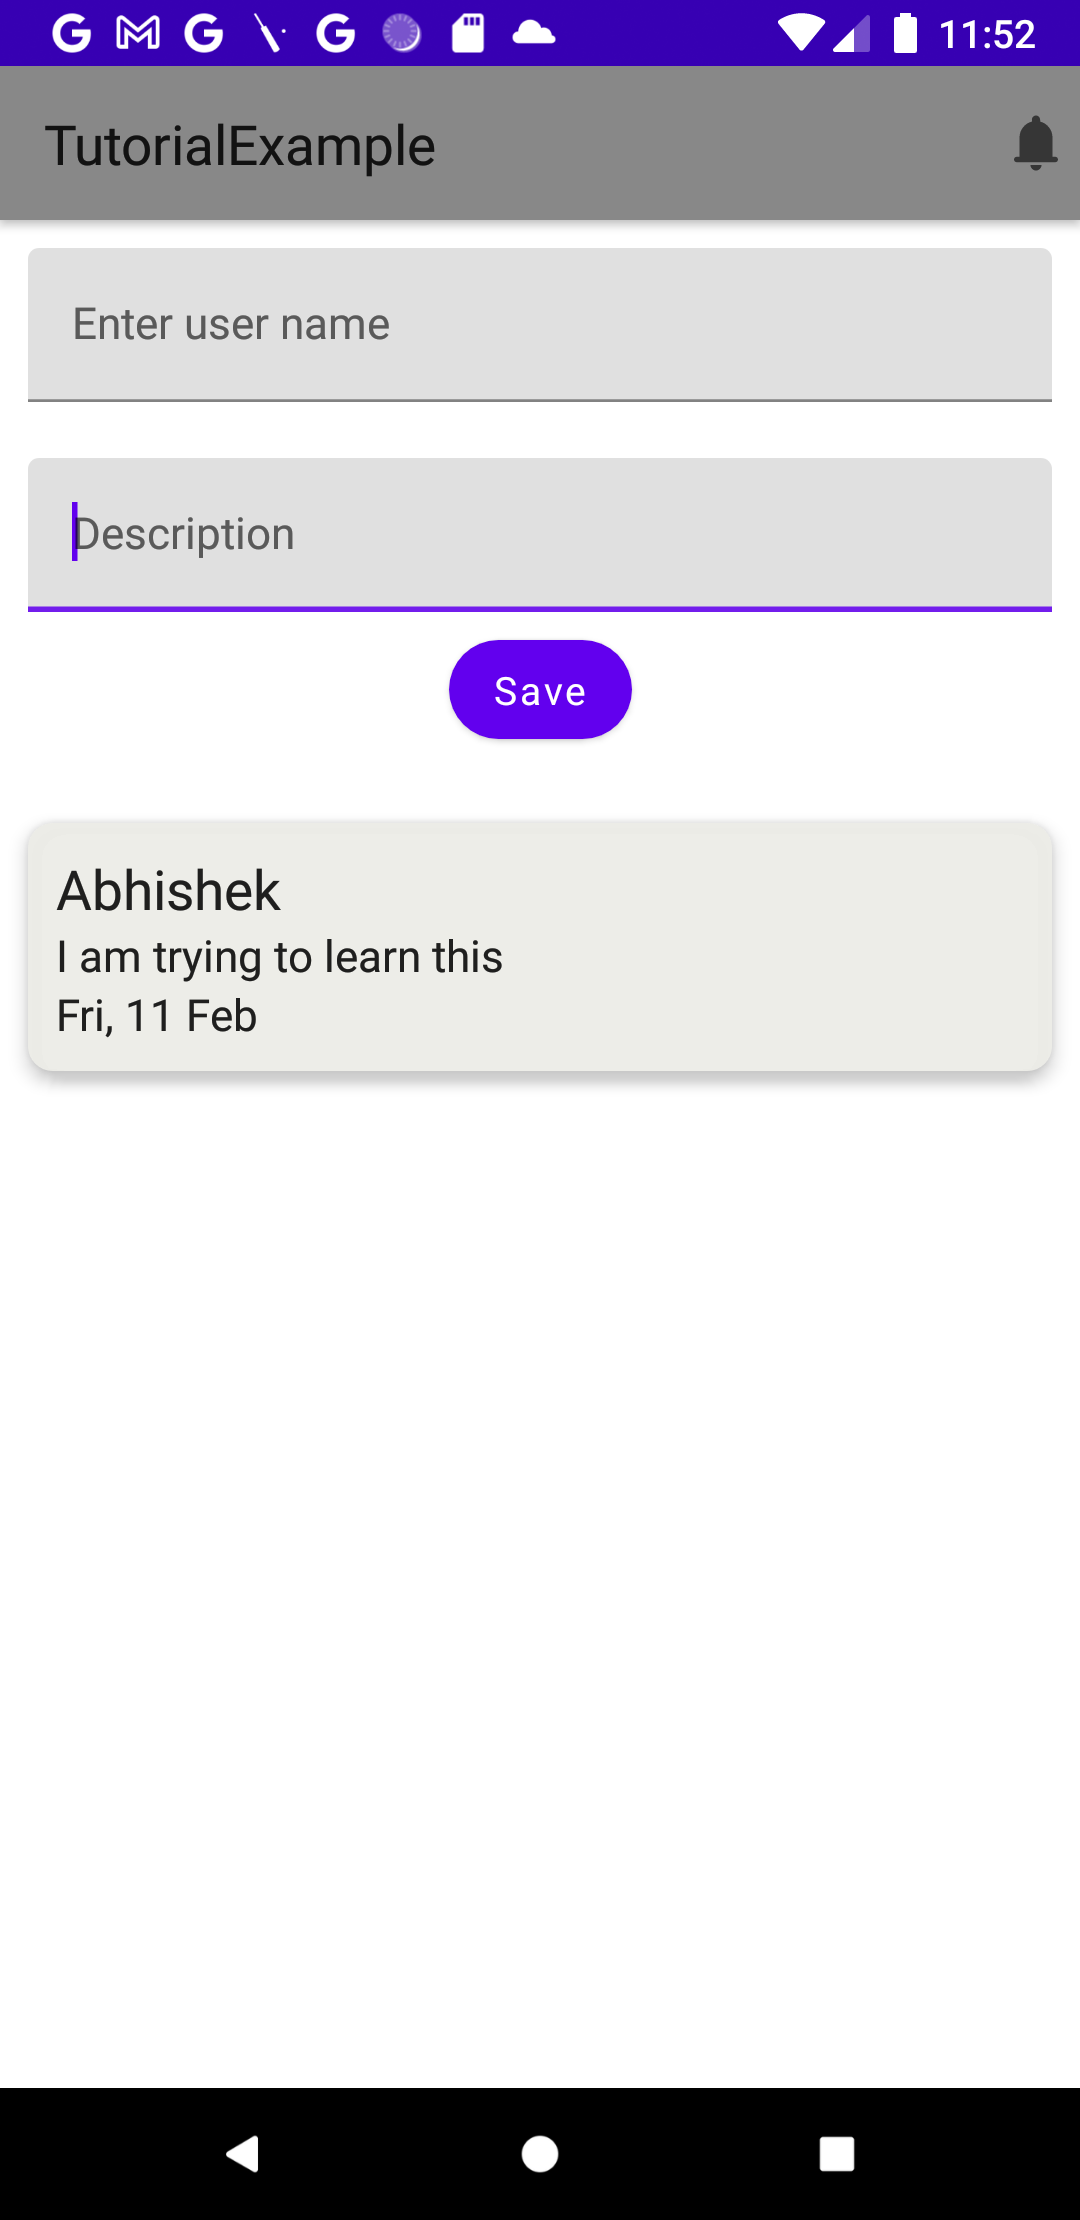 11:52
TutorialExample
Enter user name
Description
Save
Abhishek
I am trying to learn this
Fri, 11 Feb